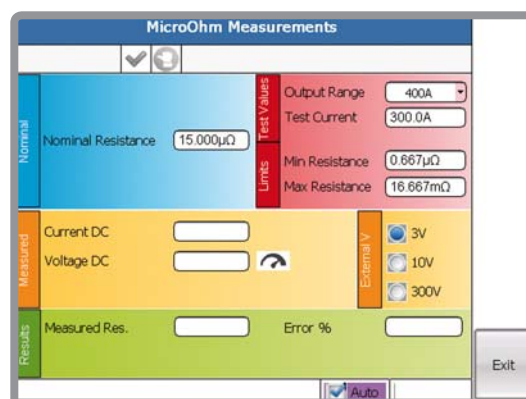 MicroOhm Measurements
Nominal
Nominal Resistance
15.000µΩ
Test Values
Output Range
400A
Test Current
300.0A
Limits
Min Resistance
0.667µΩ
Max Resistance
16.667mΩ
Measured
Current DC
Voltage DC
External V
3V
10V
300V
Results
Measured Res.
Error %
Exit
Auto